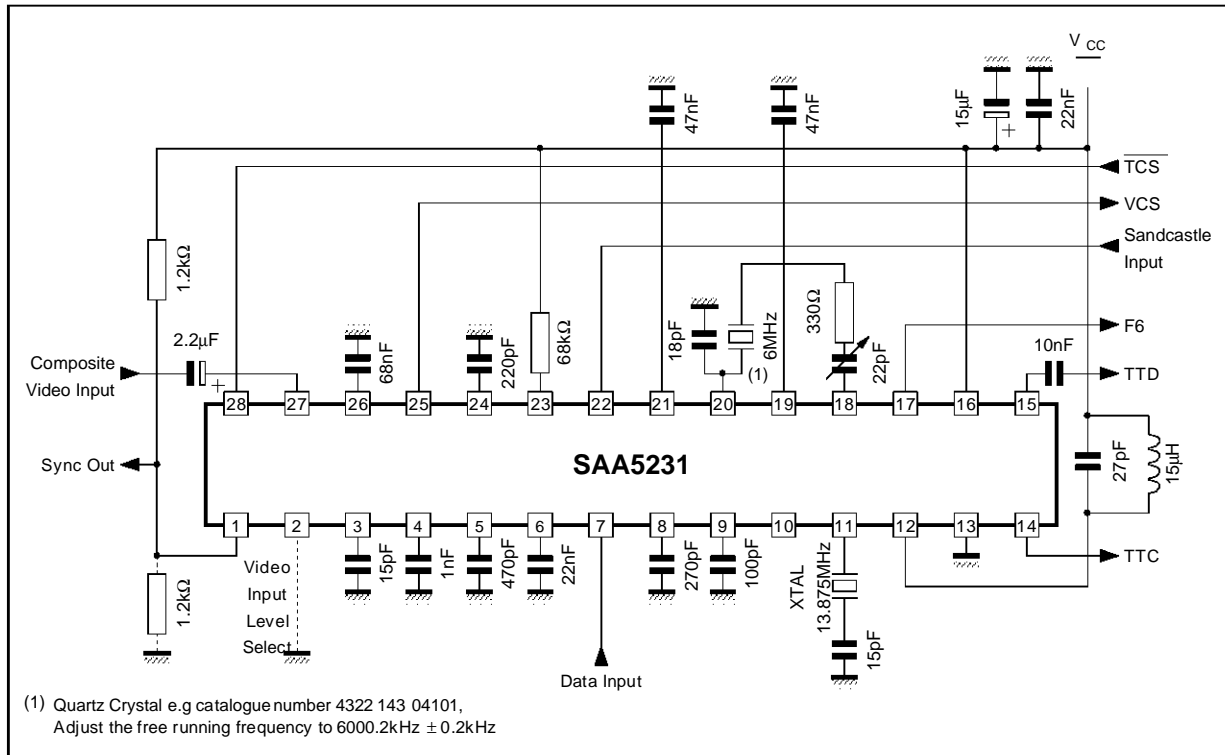 V CC
15µF
+
22nF
47nF
47nF
TCS
VCS
Sandcastle
Input
1.2kΩ
18pF
6MHz
(1)
330Ω
22pF
F6
10nF
TTD
2.2µF
+
Composite
Video Input
68nF
220pF
68kΩ
28 27 26 25 24 23 22 21 20 19 18 17 16 15
SAA5231
Sync Out
27pF
15µH
1 2 3 4 5 6 7 8 9 10 11 12 13 14
TTC
1.2kΩ
Video
Input
Level
Select
15pF
1nF
470pF
22nF
270pF
100pF
XTAL
13.875MHz
15pF
Data Input
(1) Quartz Crystal e.g catalogue number 4322 143 04101,
Adjust the free running frequency to 6000.2kHz ± 0.2kHz